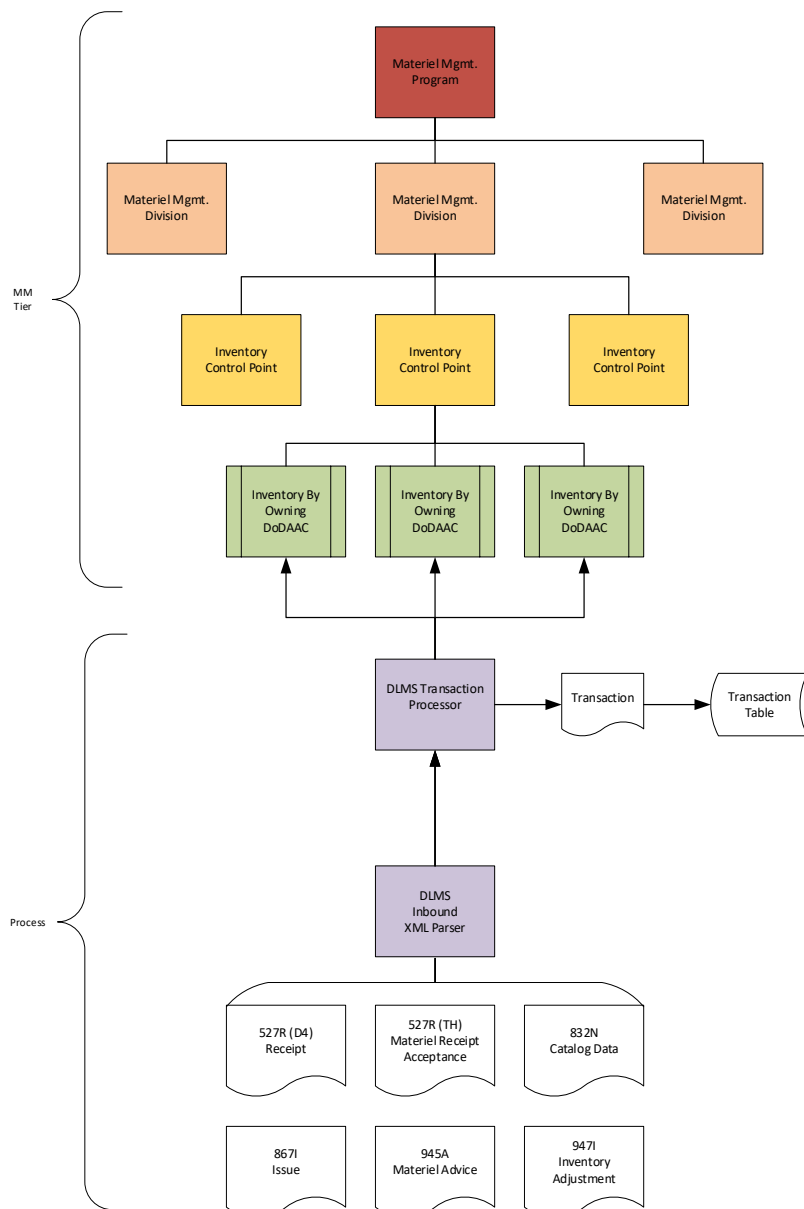 Materiel Mgmt.
Program
Materiel Mgmt.
Division
Materiel Mgmt.
Division
Materiel Mgmt.
Division
MM
Tier
Inventory
Control Point
Inventory
Control Point
Inventory
Control Point
Inventory By
Owning
DoDAAC
Inventory By
Owning
DoDAAC
Inventory By
Owning
DoDAAC
DLMS Transaction
Processor
Transaction
Transaction
Table
Process
DLMS
Inbound
XML Parser
527R (D4)
Receipt
527R (TH)
Materiel Receipt
Acceptance
832N
Catalog Data
867I
Issue
945A
Materiel Advice
947I
Inventory
Adjustment